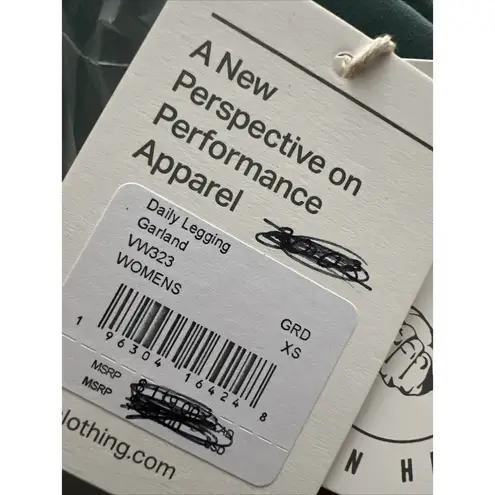 A New
Perspective on
Performance
Apparel
Daily Legging
Garland
VW323
WOMENS
GRD
XS
1 96304 16424 8
MSRP
MSRP
clothing.com
N H